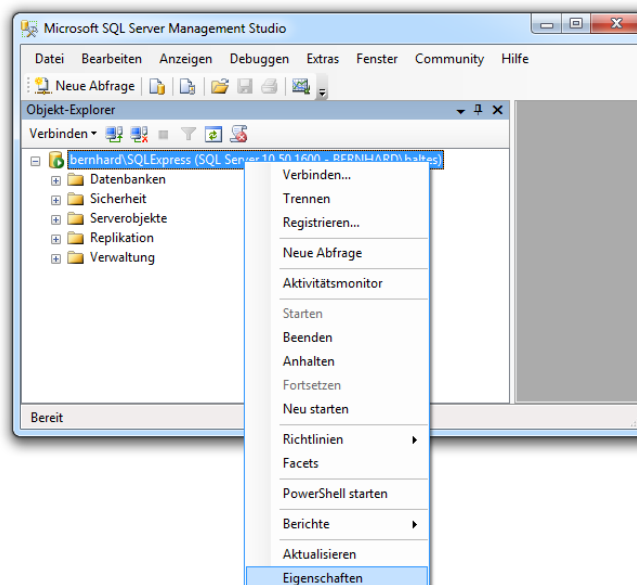 Microsoft SQL Server Management Studio
Datei Bearbeiten Anzeigen Debuggen Extras Fenster Community Hilfe
Neue Abfrage
Objekt-Explorer
Verbinden
bernhard\SQLExpress (SQL Server 10.50.1600 - BERNHARD\haltes)
Datenbanken
Sicherheit
Serverobjekte
Replikation
Verwaltung
Verbinden...
Trennen
Registrieren...
Neue Abfrage
Aktivitätsmonitor
Starten
Beenden
Anhalten
Fortsetzen
Neu starten
Richtlinien
Facets
PowerShell starten
Berichte
Aktualisieren
Eigenschaften
Bereit